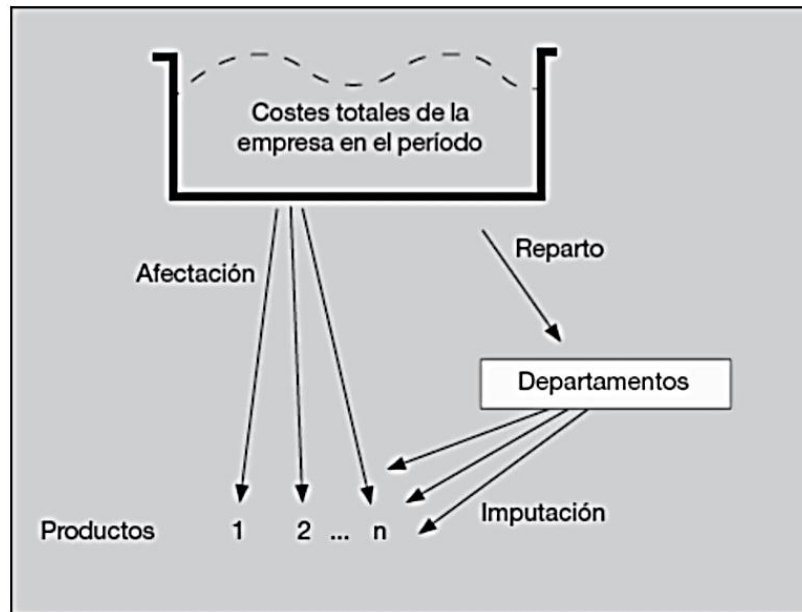 Costes totales de la
empresa en el período
Afectación
Reparto
Departamentos
Imputación
Productos 1 2 ... n